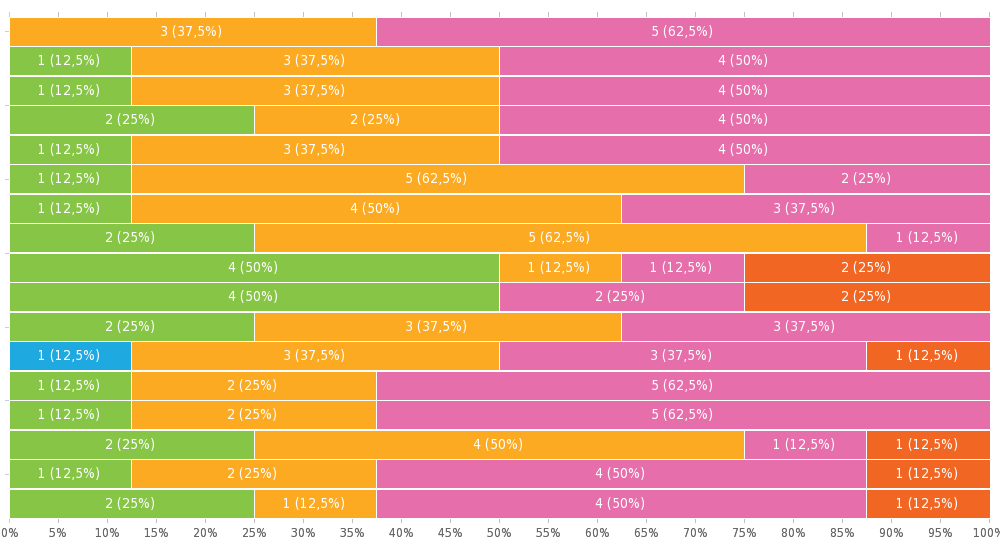 3 (37,5%) 5 (62,5%)
1 (12,5%) 3 (37,5%) 4 (50%)
1 (12,5%) 3 (37,5%) 4 (50%)
2 (25%) 2 (25%) 4 (50%)
1 (12,5%) 3 (37,5%) 4 (50%)
1 (12,5%) 5 (62,5%) 2 (25%)
1 (12,5%) 4 (50%) 3 (37,5%)
2 (25%) 5 (62,5%) 1 (12,5%)
4 (50%) 1 (12,5%) 1 (12,5%) 2 (25%)
4 (50%) 2 (25%) 2 (25%)
2 (25%) 3 (37,5%) 3 (37,5%)
1 (12,5%) 3 (37,5%) 3 (37,5%) 1 (12,5%)
1 (12,5%) 2 (25%) 5 (62,5%)
1 (12,5%) 2 (25%) 5 (62,5%)
2 (25%) 4 (50%) 1 (12,5%) 1 (12,5%)
1 (12,5%) 2 (25%) 4 (50%) 1 (12,5%)
2 (25%) 1 (12,5%) 4 (50%) 1 (12,5%)
0% 5% 10% 15% 20% 25% 30% 35% 40% 45% 50% 55% 60% 65% 70% 75% 80% 85% 90% 95% 100%